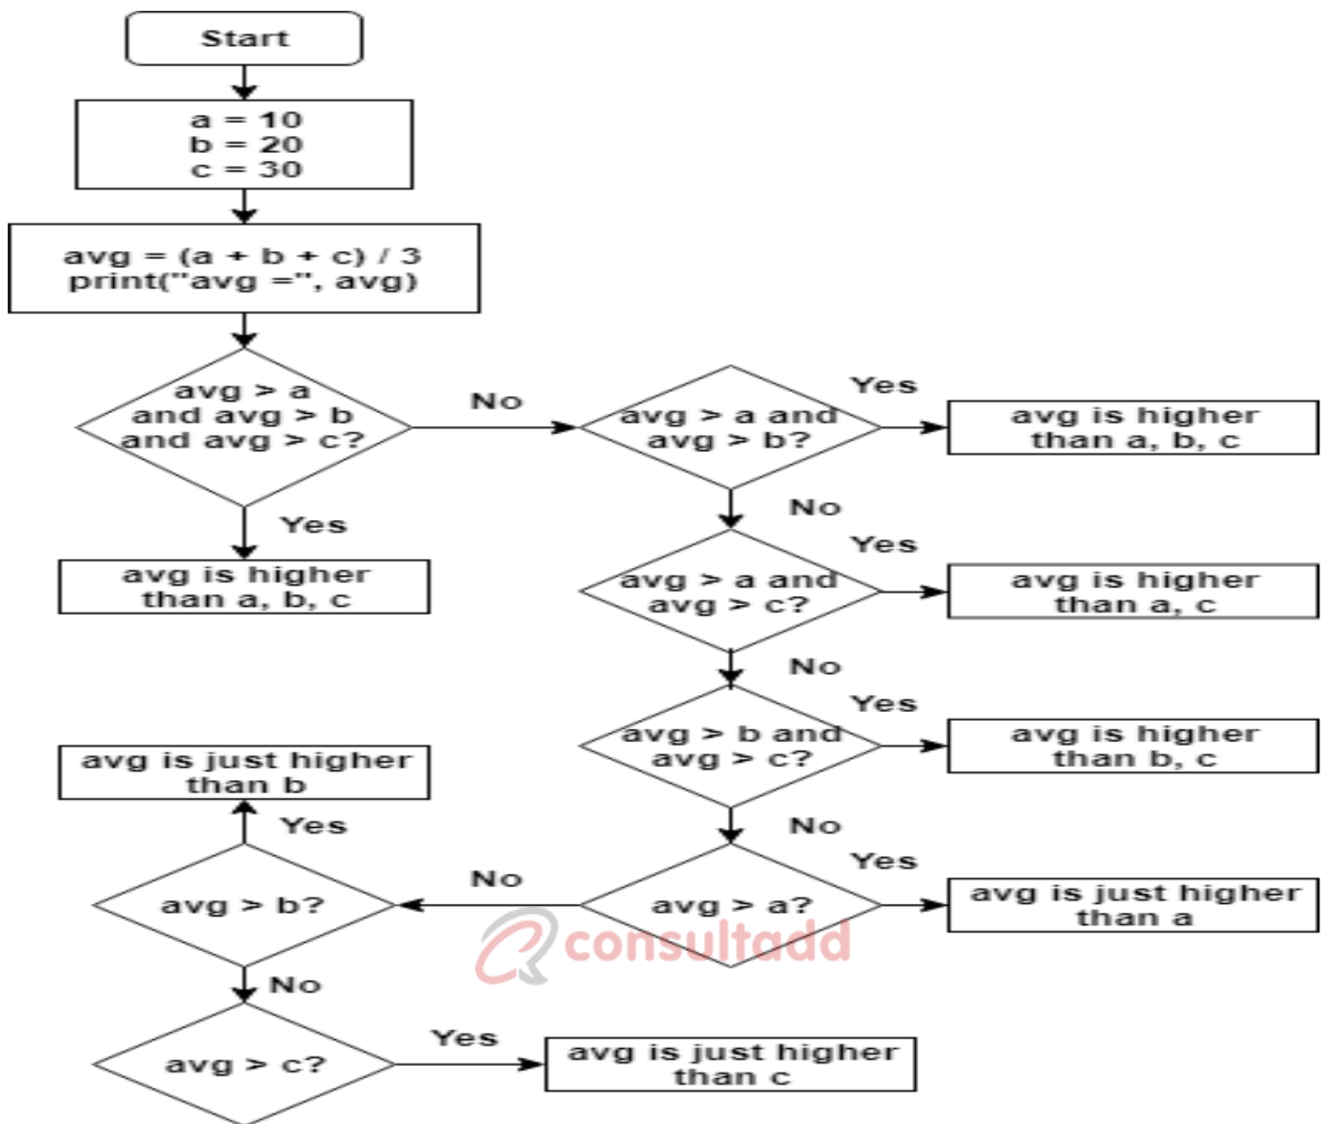 Start
a = 10
b = 20
c = 30
avg = (a + b + c) / 3
print("avg =", avg)
avg > a
and avg > b
and avg > c?
No
avg > a and
avg > b?
Yes
avg is higher
than a, b, c
Yes
avg is higher
than a, b, c
No
avg > a and
avg > c?
Yes
avg is higher
than a, c
No
avg > b and
avg > c?
Yes
avg is higher
than b, c
No
avg > a?
Yes
avg is just higher
than a
No
avg > b?
Yes
avg is just higher
than b
No
avg > c?
Yes
avg is just higher
than c
consultadd